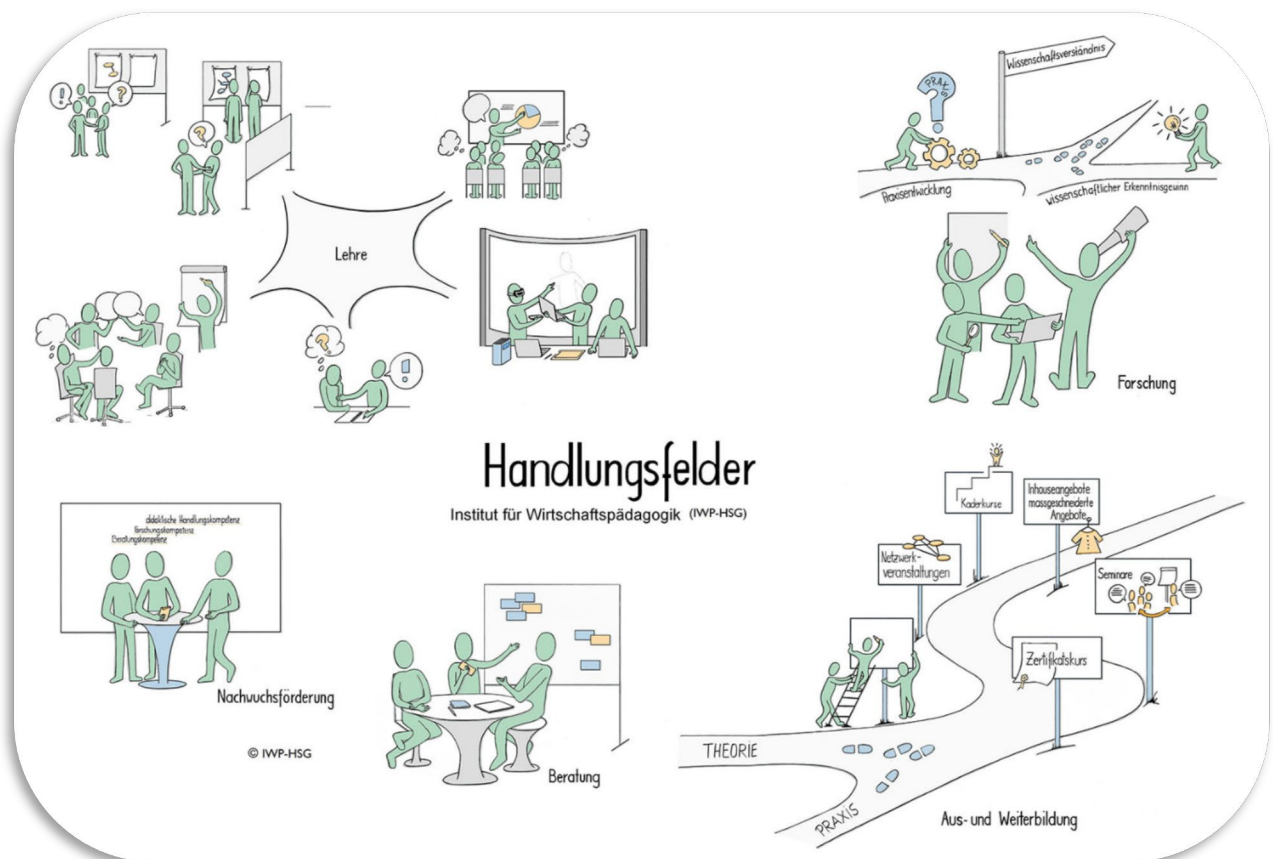 Lehre
PRAXIS
Wissenschaftsverständnis
Praxisentwicklung
wissenschaftlicher Erkenntnisgewinn
Forschung
Handlungsfelder
Institut für Wirtschaftspädagogik (IWP-HSG)
didaktische Handlungskompetenz
Forschungskompetenz
Beratungskompetenz
Nachwuchsförderung
© IWP-HSG
Beratung
Kaderkurse
Inhouseangebote
massgeschneiderte
Angebote
Netzwerk-
veranstaltungen
Seminare
Zertifikatskurs
THEORIE
PRAXIS
Aus- und Weiterbildung